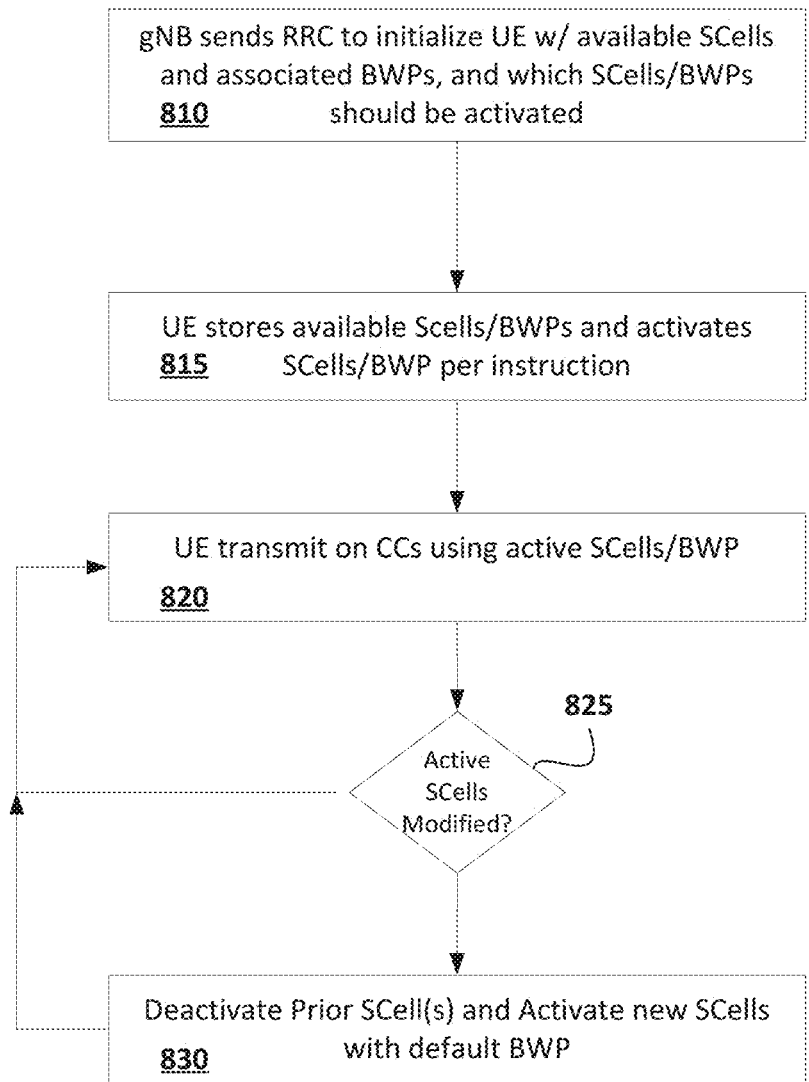 gNB sends RRC to initialize UE w/ available SCells
and associated BWPs, and which SCells/BWPs
810 should be activated
UE stores available Scells/BWPs and activates
815 SCells/BWP per instruction
UE transmit on CCs using active SCells/BWP
820
825
Active
SCells
Modified?
Deactivate Prior SCell(s) and Activate new SCells
830 with default BWP